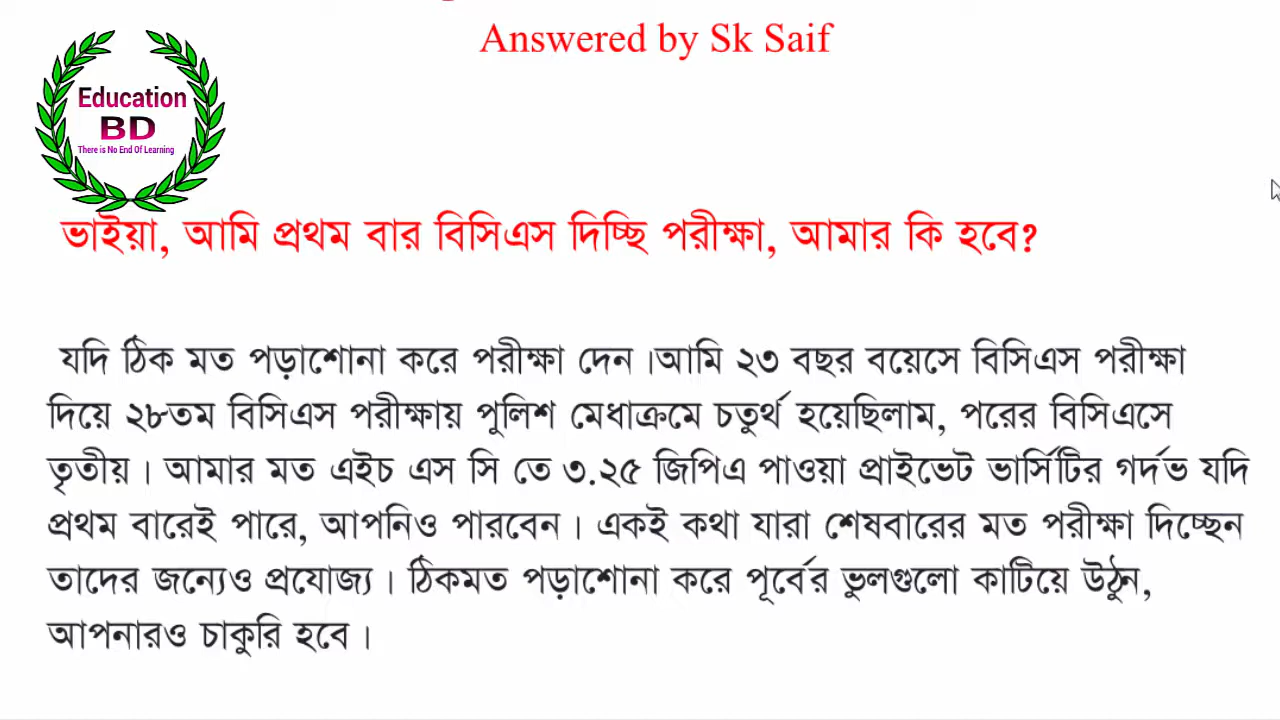 Answered by Sk Saif
Education
BD
There is No End Of Learning
ভাইয়া, আমি প্রথম বার বিসিএস দিচ্ছি পরীক্ষা, আমার কি হবে?
যদি ঠিক মত পড়াশোনা করে পরীক্ষা দেন ।আমি ২৩ বছর বয়েসে বিসিএস পরীক্ষা
দিয়ে ২৮তম বিসিএস পরীক্ষায় পুলিশ মেধাক্রমে চতুর্থ হয়েছিলাম, পরের বিসিএসে
তৃতীয়। আমার মত এইচ এস সি তে ৩.২৫ জিপিএ পাওয়া প্রাইভেট ভার্সিটির গর্দভ যদি
প্রথম বারেই পারে, আপনিও পারবেন। একই কথা যারা শেষবারের মত পরীক্ষা দিচ্ছেন
তাদের জন্যেও প্রযোজ্য। ঠিকমত পড়াশোনা করে পূর্বের ভুলগুলো কাটিয়ে উঠুন,
আপনারও চাকুরি হবে।